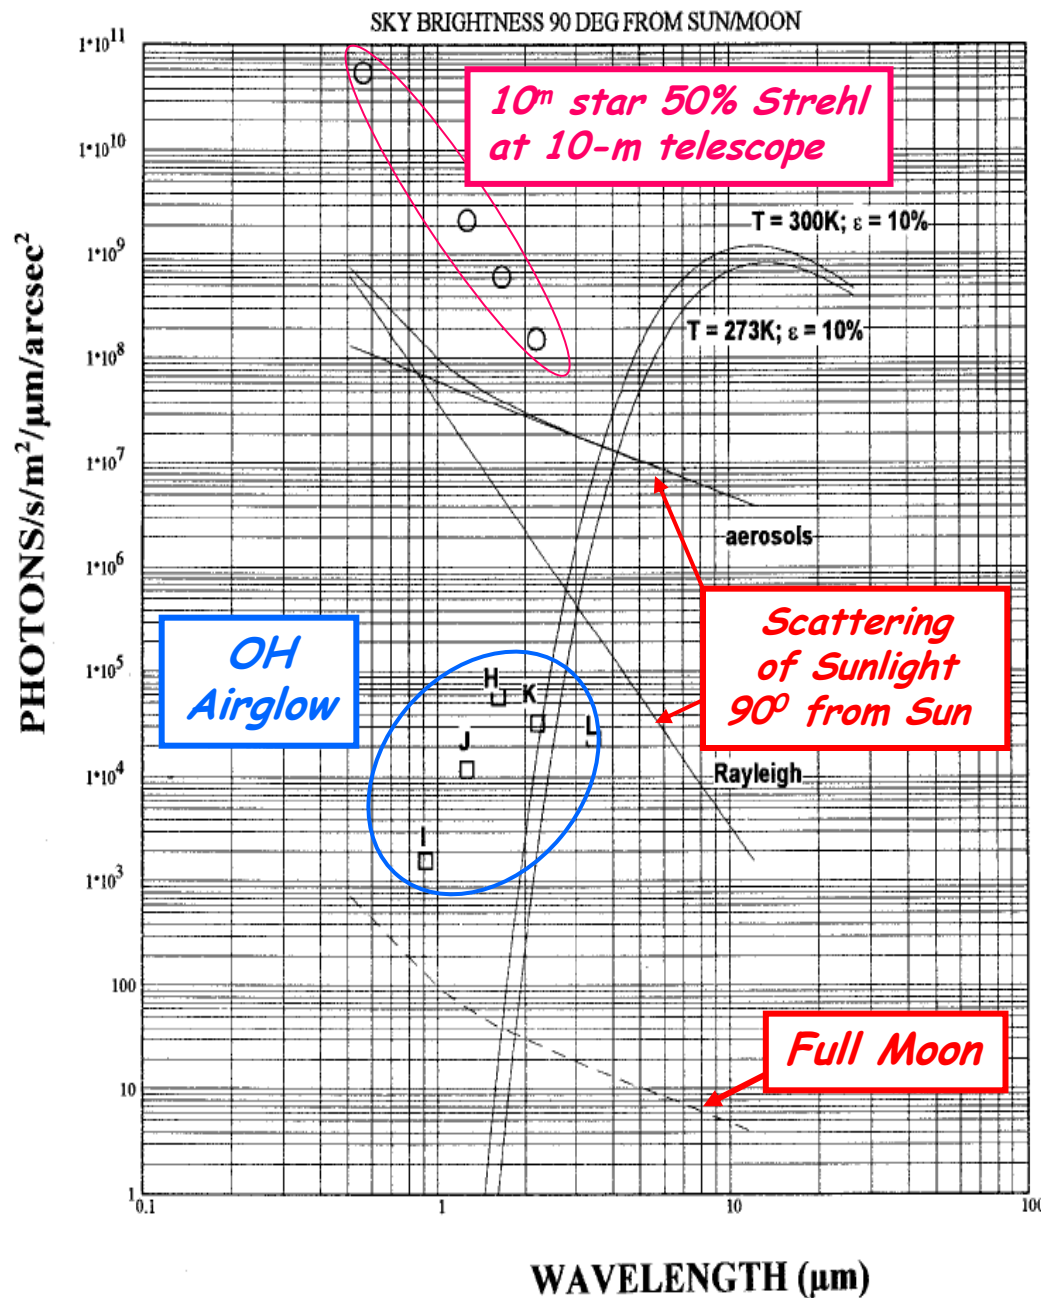 SKY BRIGHTNESS 90 DEG FROM SUN/MOON
1*10¹¹
1*10¹⁰
1*10⁹
1*10⁸
1*10⁷
1*10⁶
1*10⁵
1*10⁴
1*10³
100
10
1
PHOTONS/s/m²/µm/arcsec²
10ᵐ star 50% Strehl
at 10-m telescope
T = 300K; ε = 10%
T = 273K; ε = 10%
aerosols
Scattering
of Sunlight
90⁰ from Sun
OH
Airglow
H
K
L
J
I
Rayleigh
Full Moon
0.1
1
10
100
WAVELENGTH (µm)